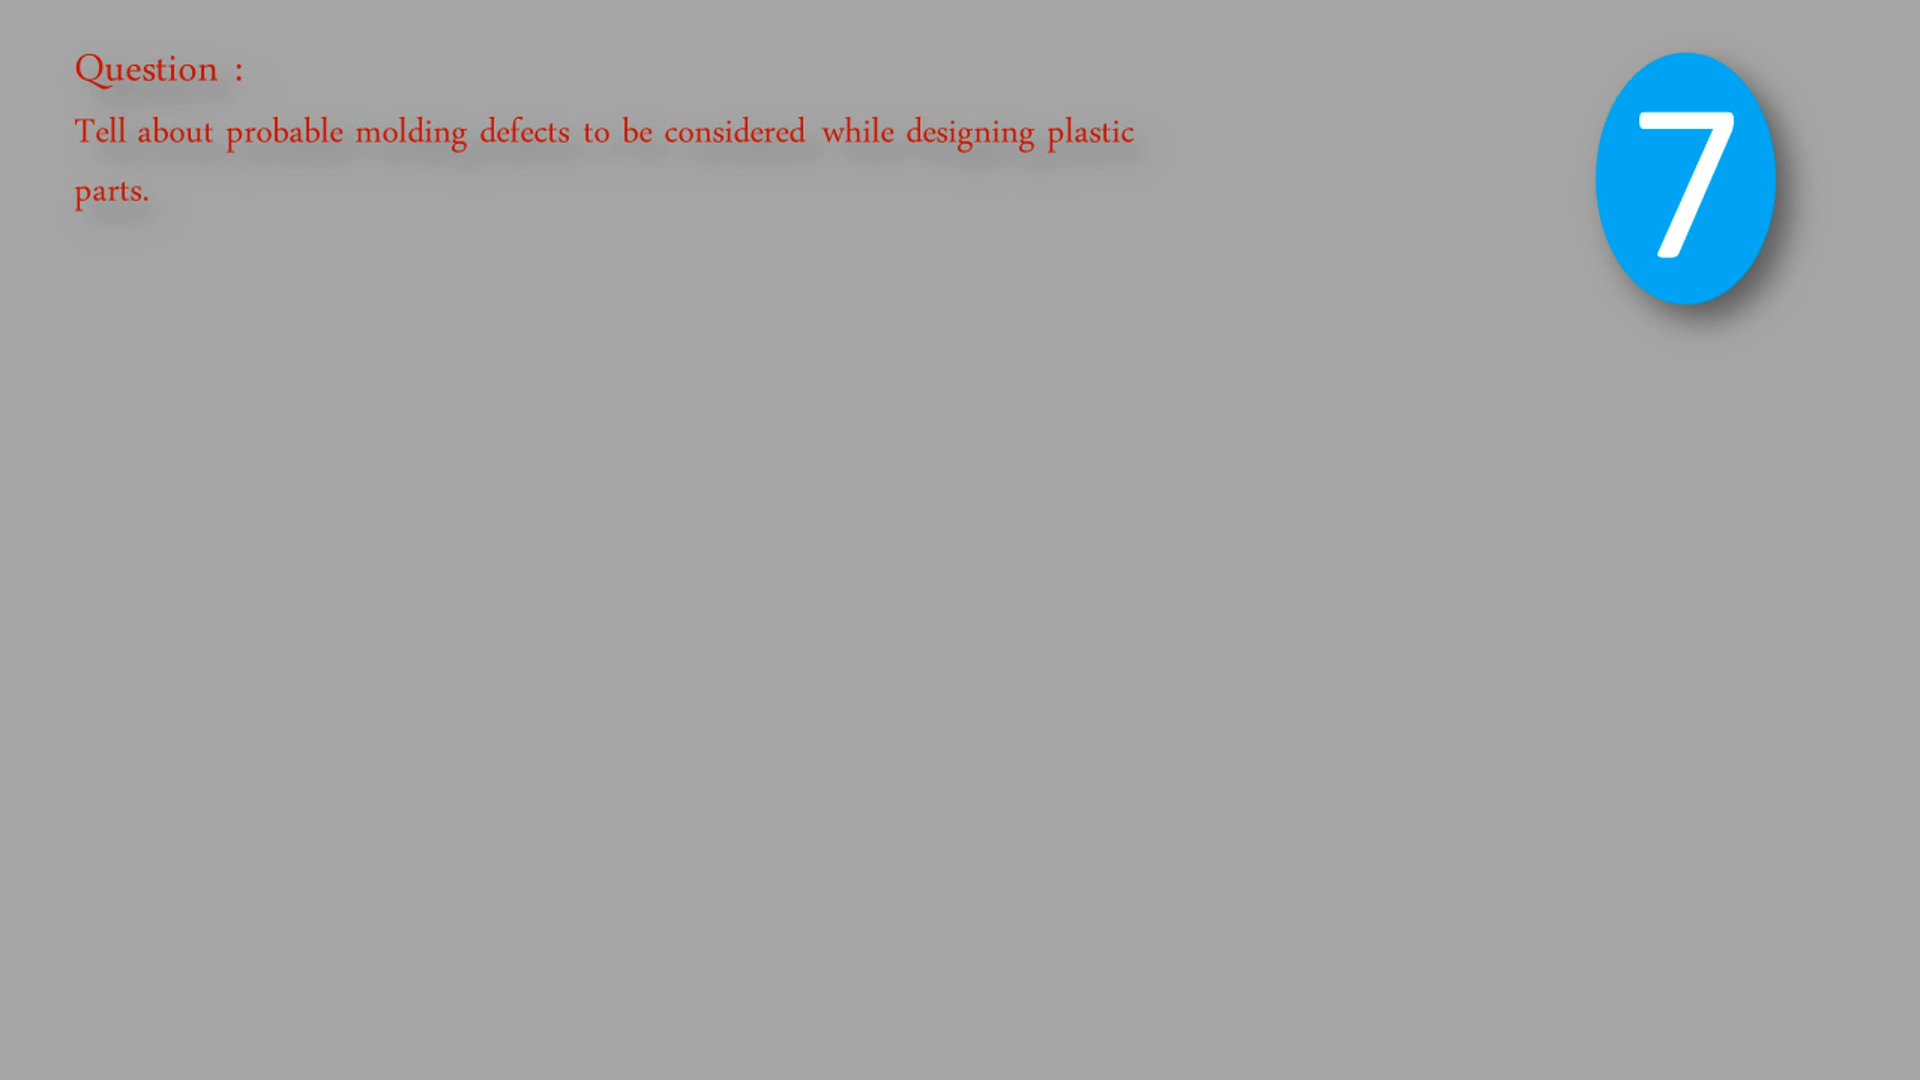 Question :
Tell about probable molding defects to be considered while designing plastic
parts.
7